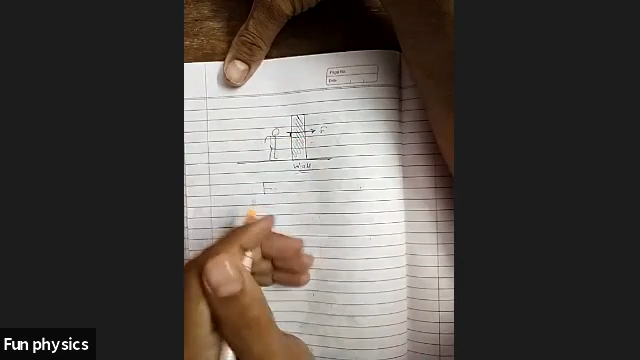 Page No.
Date
F
Wall
F
Fun physics